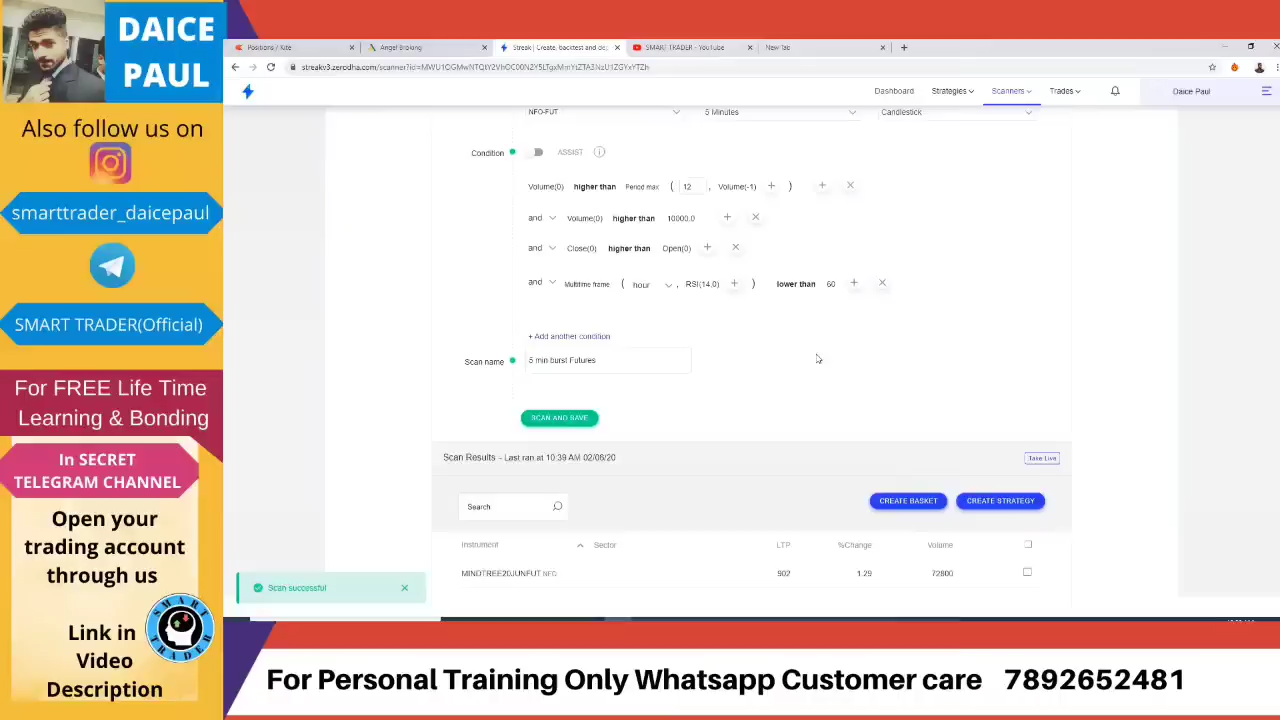 DAICE
PAUL
Also follow us on
smarttrader_daicepaul
SMART TRADER(Official)
For FREE Life Time
Learning & Bonding
In SECRET
TELEGRAM CHANNEL
Open your
trading account
through us
SMART TRADER
Link in
Video
Description
Positions / Kite
Angel Broking
Streak | Create, backtest and de
SMART TRADER - YouTube
New Tab
Dashboard
Strategies
Scanners
Trades
Daice Paul
NFO-FUT 5 Minutes Candlestick
Condition ASSIST
Volume(0) higher than Period max ( 12 , Volume(-1) + ) + ×
and Volume(0) higher than 10000.0 + ×
and Close(0) higher than Open(0) + ×
and Multitime frame ( hour , RSI(14,0) + ) lower than 60 + ×
+ Add another condition
Scan name 5 min burst Futures
SCAN AND SAVE
Scan Results - Last ran at 10:39 AM 02/06/20 Take Live
Search CREATE BASKET CREATE STRATEGY
Instrument Sector LTP %Change Volume
MINDTREE20JUNFUT NFO 902 1.29 72800
Scan successful
For Personal Training Only Whatsapp Customer care 7892652481